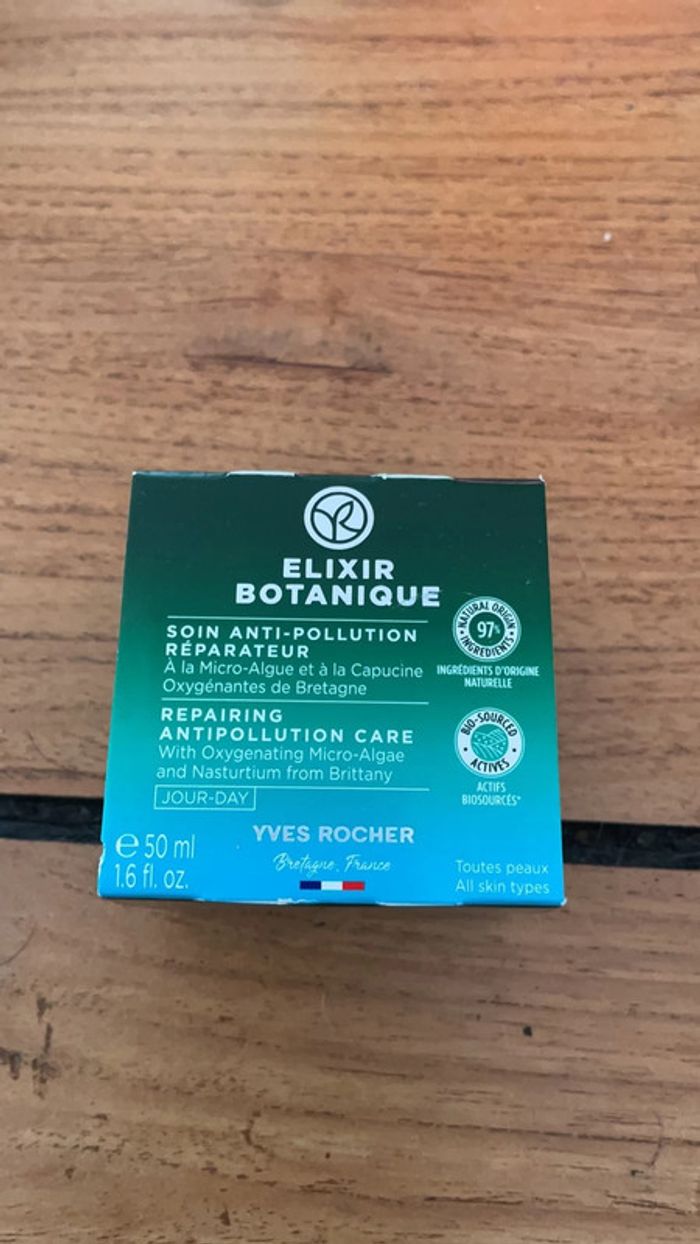 ELIXIR
BOTANIQUE
SOIN ANTI-POLLUTION
RÉPARATEUR
À la Micro-Algue et à la Capucine
Oxygénantes de Bretagne
REPAIRING
ANTIPOLLUTION CARE
With Oxygenating Micro-Algae
and Nasturtium from Brittany
JOUR-DAY
NATURAL ORIGIN
97%
INGREDIENTS
INGRÉDIENTS D'ORIGINE
NATURELLE
BIO-SOURCED
ACTIVES
ACTIFS
BIOSOURCÉS*
e 50 ml
1.6 fl. oz.
YVES ROCHER
Bretagne, France
Toutes peaux
All skin types